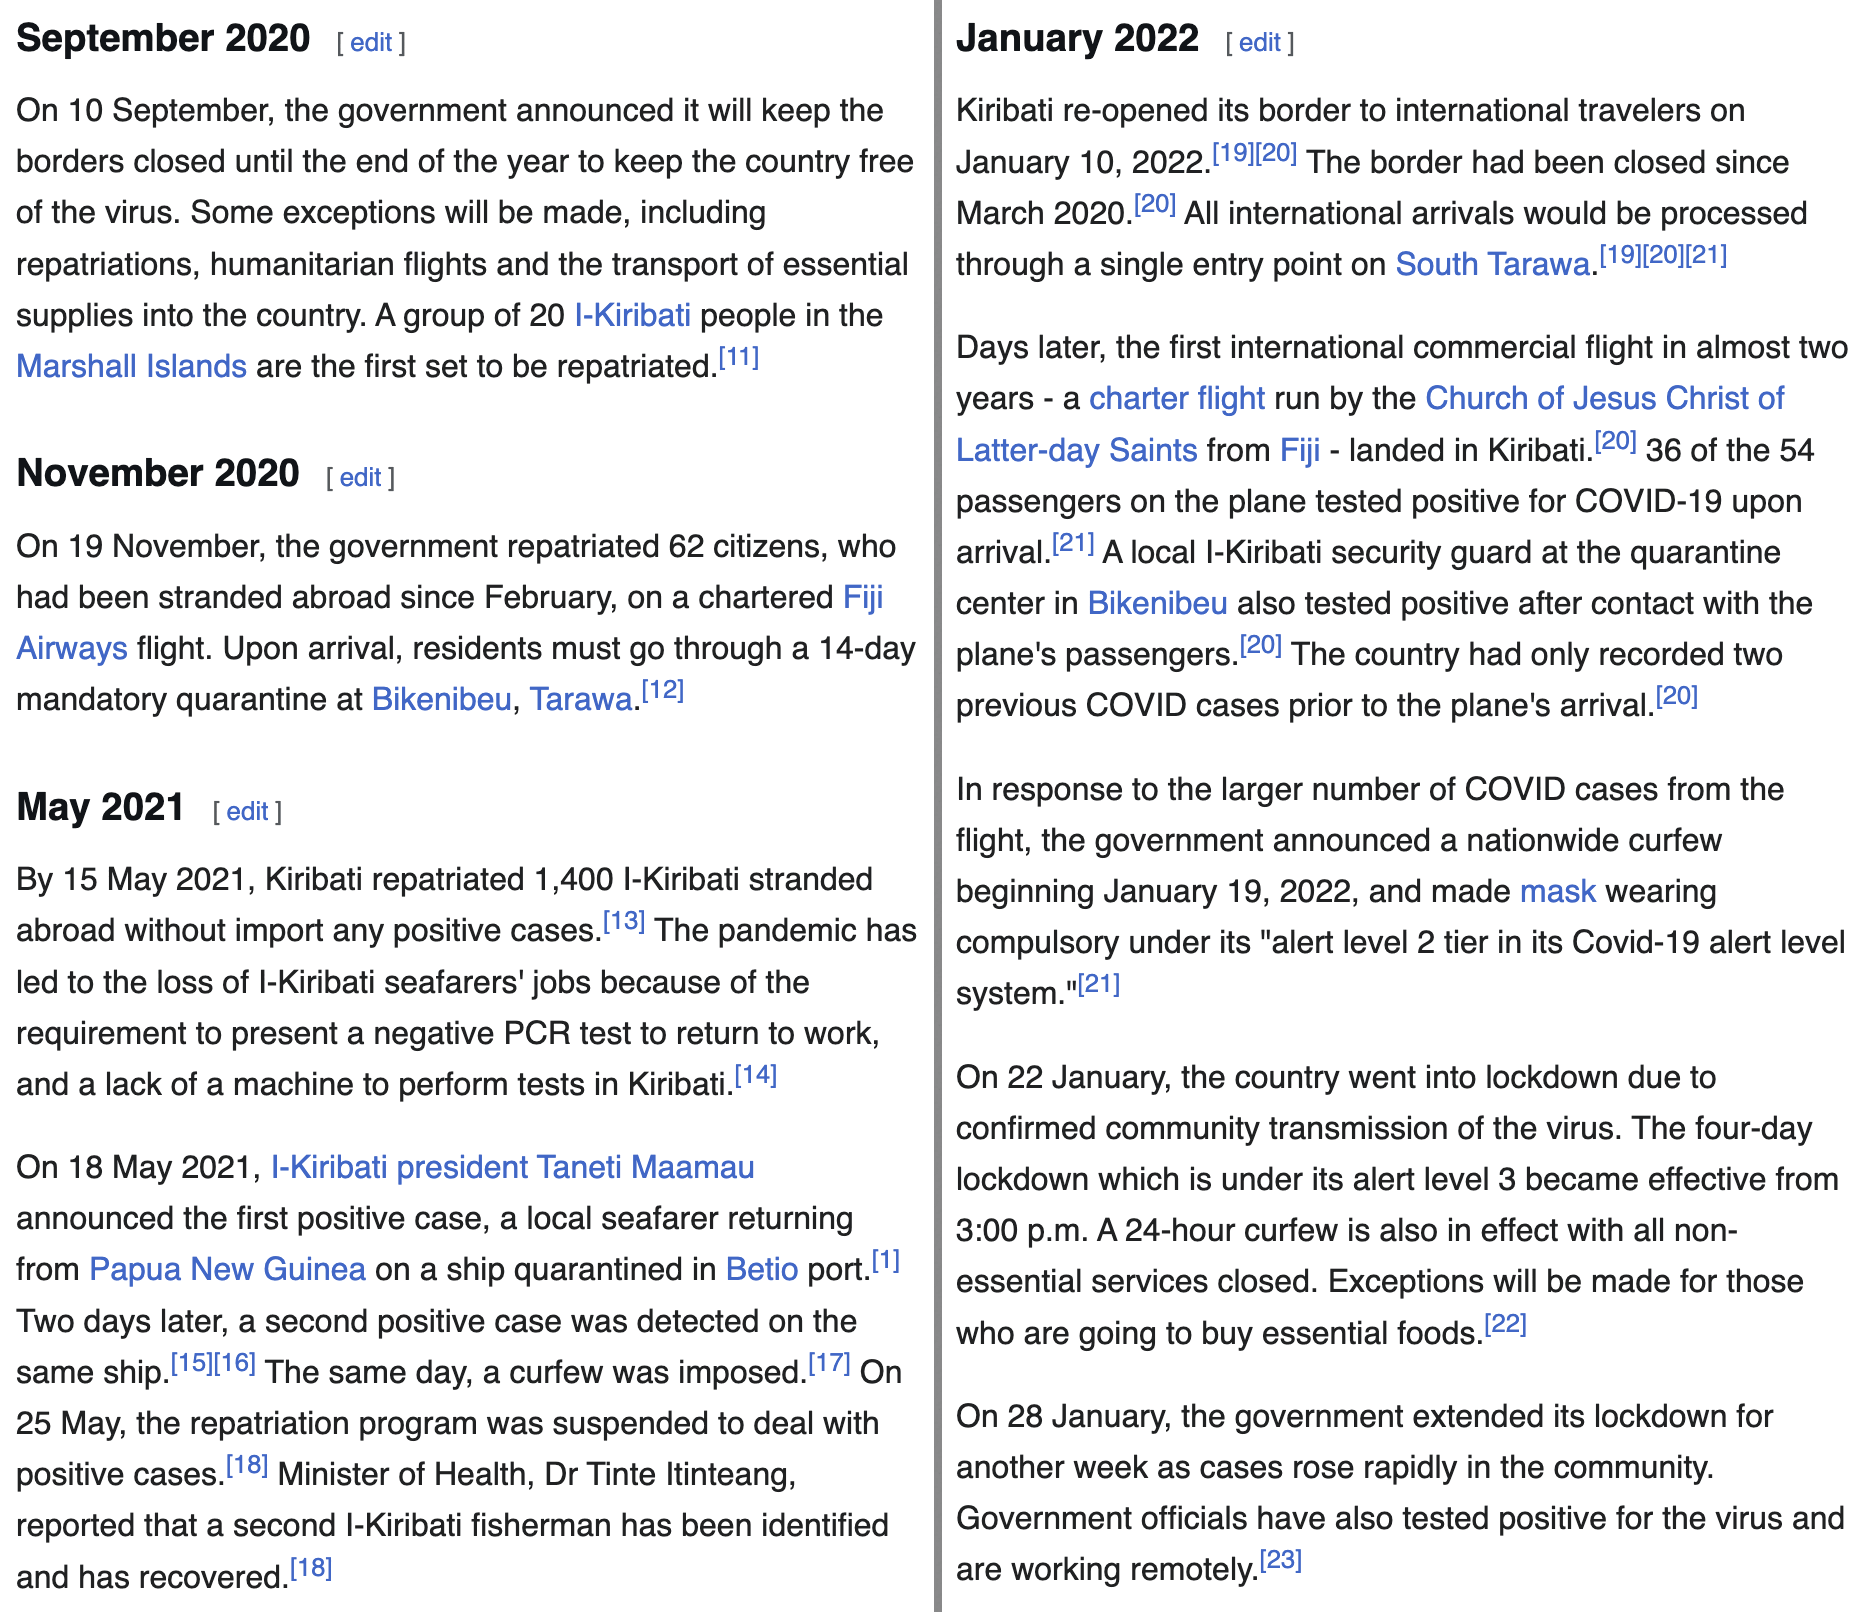 September 2020 [ edit ]
On 10 September, the government announced it will keep the
borders closed until the end of the year to keep the country free
of the virus. Some exceptions will be made, including
repatriations, humanitarian flights and the transport of essential
supplies into the country. A group of 20 I-Kiribati people in the
Marshall Islands are the first set to be repatriated.[11]
November 2020 [ edit ]
On 19 November, the government repatriated 62 citizens, who
had been stranded abroad since February, on a chartered Fiji
Airways flight. Upon arrival, residents must go through a 14-day
mandatory quarantine at Bikenibeu, Tarawa.[12]
May 2021 [ edit ]
By 15 May 2021, Kiribati repatriated 1,400 I-Kiribati stranded
abroad without import any positive cases.[13] The pandemic has
led to the loss of I-Kiribati seafarers' jobs because of the
requirement to present a negative PCR test to return to work,
and a lack of a machine to perform tests in Kiribati.[14]
On 18 May 2021, I-Kiribati president Taneti Maamau
announced the first positive case, a local seafarer returning
from Papua New Guinea on a ship quarantined in Betio port.[1]
Two days later, a second positive case was detected on the
same ship.[15][16] The same day, a curfew was imposed.[17] On
25 May, the repatriation program was suspended to deal with
positive cases.[18] Minister of Health, Dr Tinte Itinteang,
reported that a second I-Kiribati fisherman has been identified
and has recovered.[18]
January 2022 [ edit ]
Kiribati re-opened its border to international travelers on
January 10, 2022.[19][20] The border had been closed since
March 2020.[20] All international arrivals would be processed
through a single entry point on South Tarawa.[19][20][21]
Days later, the first international commercial flight in almost two
years - a charter flight run by the Church of Jesus Christ of
Latter-day Saints from Fiji - landed in Kiribati.[20] 36 of the 54
passengers on the plane tested positive for COVID-19 upon
arrival.[21] A local I-Kiribati security guard at the quarantine
center in Bikenibeu also tested positive after contact with the
plane's passengers.[20] The country had only recorded two
previous COVID cases prior to the plane's arrival.[20]
In response to the larger number of COVID cases from the
flight, the government announced a nationwide curfew
beginning January 19, 2022, and made mask wearing
compulsory under its "alert level 2 tier in its Covid-19 alert level
system."[21]
On 22 January, the country went into lockdown due to
confirmed community transmission of the virus. The four-day
lockdown which is under its alert level 3 became effective from
3:00 p.m. A 24-hour curfew is also in effect with all non-
essential services closed. Exceptions will be made for those
who are going to buy essential foods.[22]
On 28 January, the government extended its lockdown for
another week as cases rose rapidly in the community.
Government officials have also tested positive for the virus and
are working remotely.[23]